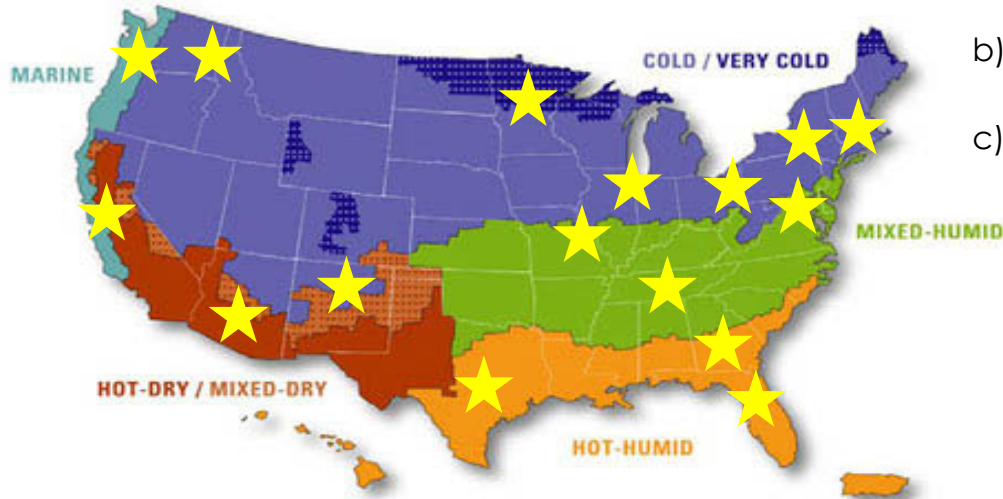 b)
COLD / VERY COLD
MARINE
c)
MIXED-HUMID
HOT-DRY / MIXED-DRY
HOT-HUMID